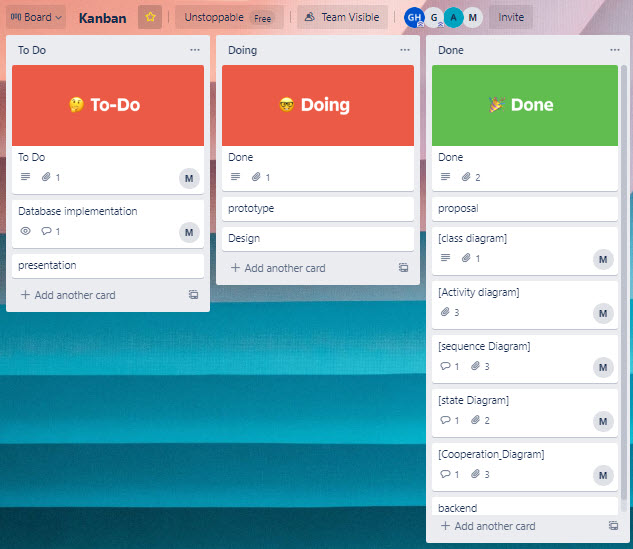 Board
Kanban
Unstoppable Free
Team Visible
GH G A M
Invite
To Do
🤔 To-Do
To Do
1
M
Database implementation
1
M
presentation
+ Add another card
Doing
🤓 Doing
Done
1
prototype
Design
+ Add another card
Done
🎉 Done
Done
2
proposal
[class diagram]
1
M
[Activity diagram]
3
M
[sequence Diagram]
1 3
M
[state Diagram]
1 2
M
[Cooperation_Diagram]
1 3
M
backend
+ Add another card